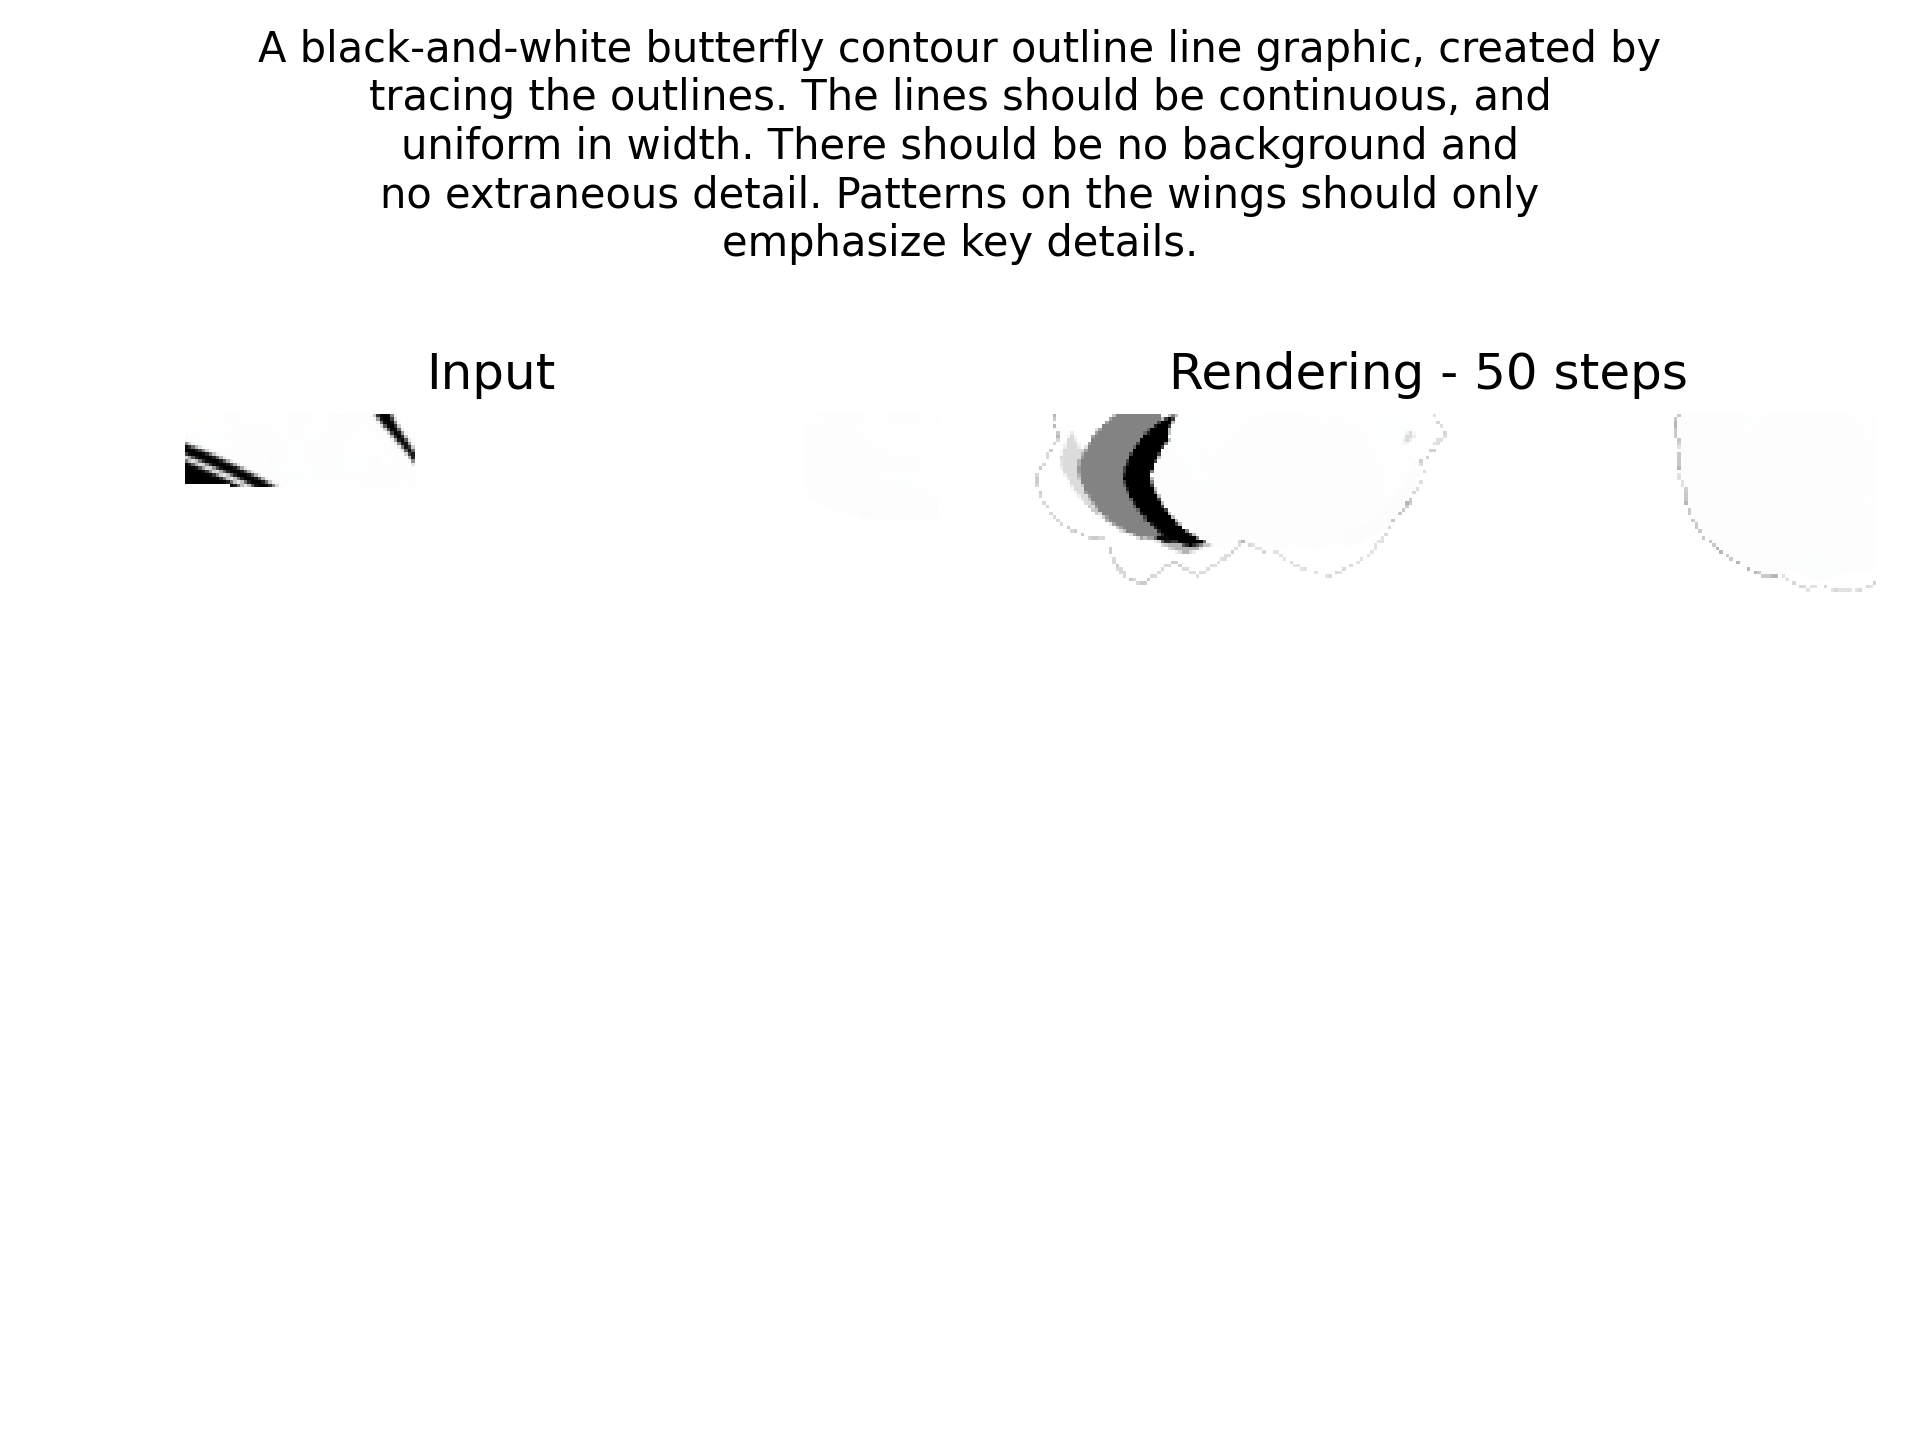 A black-and-white butterfly contour outline line graphic, created by
tracing the outlines. The lines should be continuous, and
uniform in width. There should be no background and
no extraneous detail. Patterns on the wings should only
emphasize key details.
Input
Rendering - 50 steps